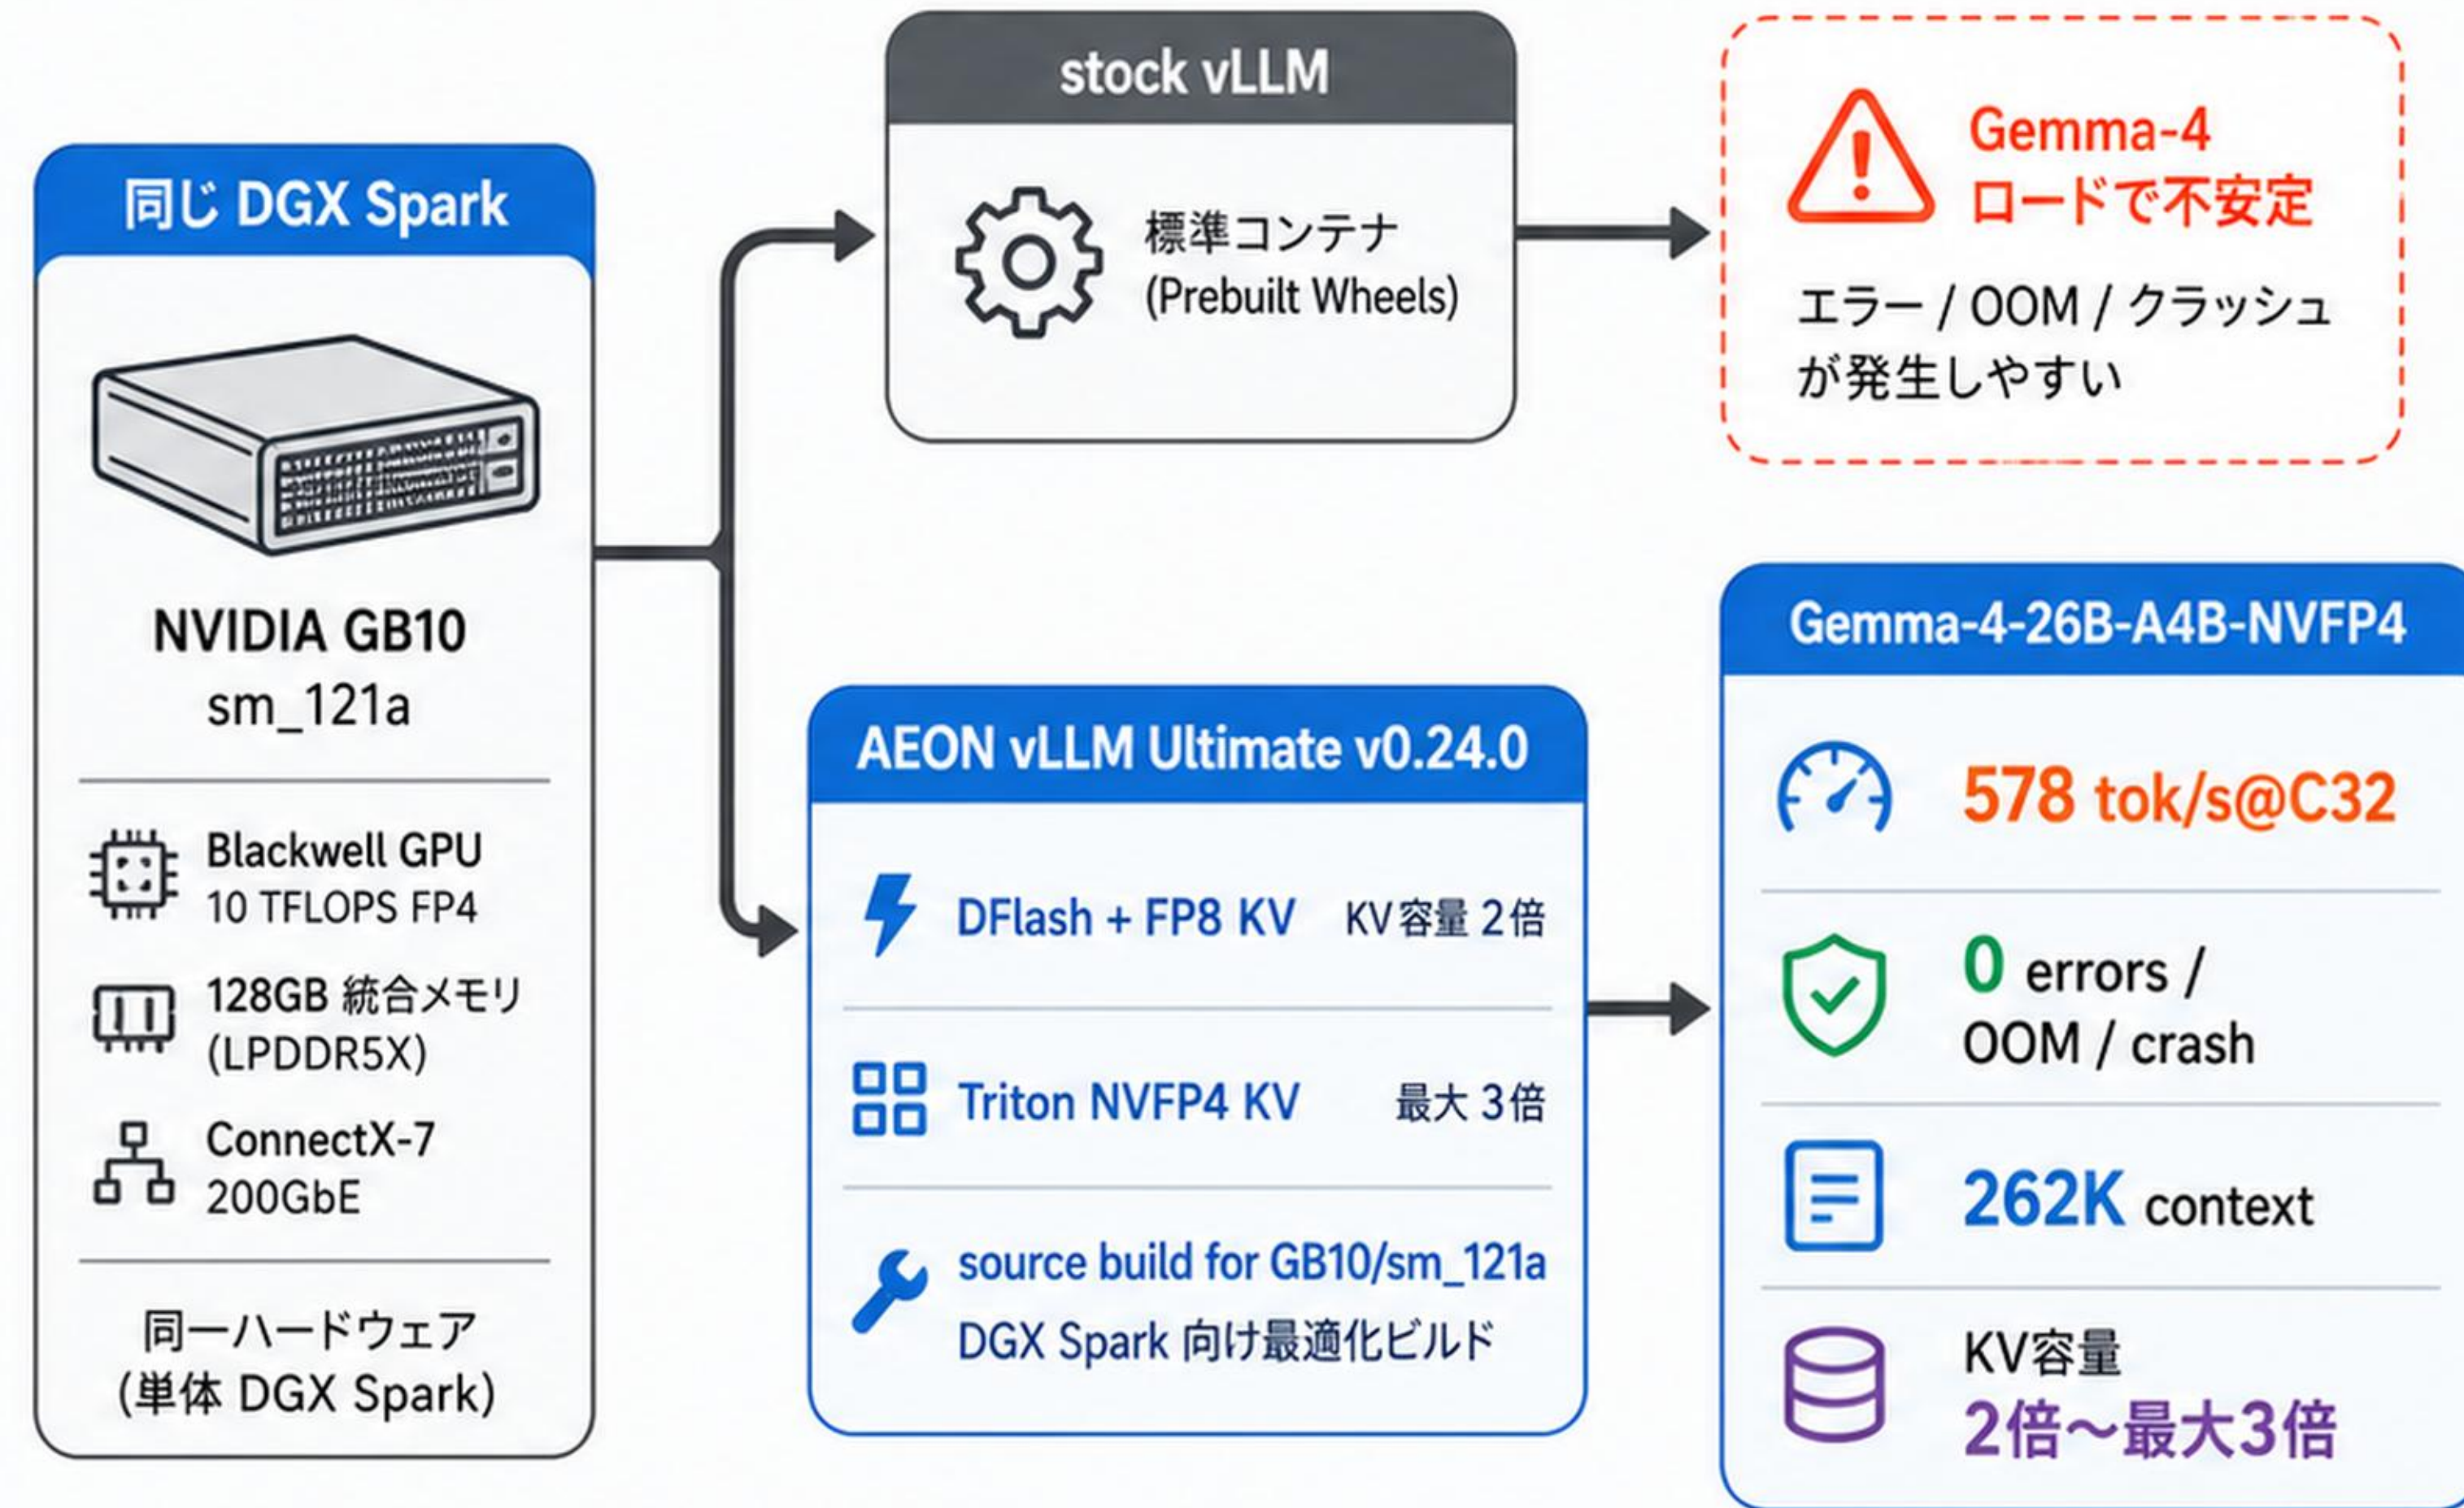 同じ DGX Spark
NVIDIA GB10
sm_121a
Blackwell GPU
10 TFLOPS FP4
128GB 統合メモリ
(LPDDR5X)
ConnectX-7
200GbE
同一ハードウェア
(単体 DGX Spark)
stock vLLM
標準コンテナ
(Prebuilt Wheels)
Gemma-4
ロードで不安定
エラー / OOM / クラッシュ
が発生しやすい
AEON vLLM Ultimate v0.24.0
DFlash + FP8 KV KV容量 2倍
Triton NVFP4 KV 最大 3倍
source build for GB10/sm_121a
DGX Spark 向け最適化ビルド
Gemma-4-26B-A4B-NVFP4
578 tok/s@C32
0 errors /
OOM / crash
262K context
KV容量
2倍～最大3倍